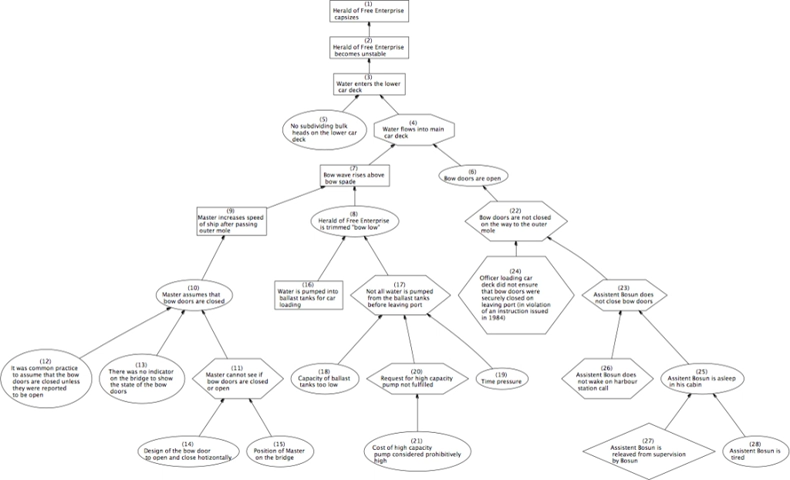 (1)
Herald of Free Enterprise
capsizes
(2)
Herald of Free Enterprise
becomes unstable
(3)
Water enters the lower
car deck
(5)
No subdividing bulk
heads on the lower car
deck
(4)
Water flows into main
car deck
(7)
Bow wave rises above
bow spade
(6)
Bow doors are open
(9)
Master increases speed
of ship after passing
outer mole
(8)
Herald of Free Enterprise
is trimmed "bow low"
(22)
Bow doors are not closed
on the way to the outer
mole
(10)
Master assumes that
bow doors are closed
(16)
Water is pumped into
ballast tanks for car
loading
(17)
Not all water is pumped
from the ballast tanks
before leaving port
(24)
Officer loading car
deck did not ensure
that bow doors were
securely closed on
leaving port (in violation
of an instruction issued
in 1984)
(23)
Assistent Bosun does
not close bow doors
(12)
It was common practice
to assume that the bow
doors are closed unless
they were reported
to be open
(13)
There was no indicator
on the bridge to show
the state of the bow
doors
(11)
Master cannot see if
bow doors are closed
or open
(18)
Capacity of ballast
tanks too low
(20)
Request for high capacity
pump not fulfilled
(19)
Time pressure
(26)
Assistent Bosun does
not wake on harbour
station call
(25)
Assitent Bosun is asleep
in his cabin
(14)
Design of the bow door
to open and close hotizontally
(15)
Position of Master
on the bridge
(21)
Cost of high capacity
pump considered prohibitively
high
(27)
Assistent Bosun is
releaved from supervision
by Bosun
(28)
Assistent Bosun is
tired